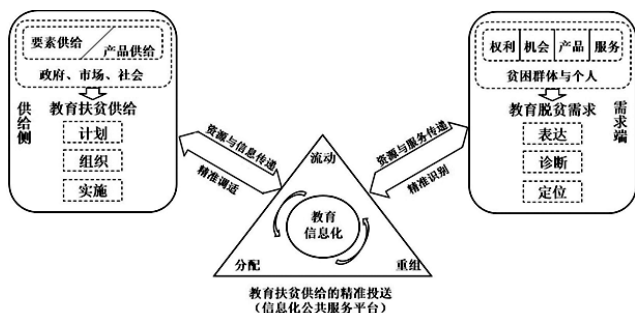 要素供给
产品供给
政府、市场、社会
供给侧
教育扶贫供给
计划
组织
实施
权利 机会 产品 服务
贫困群体与个人
教育脱贫需求
需求端
表达
诊断
定位
资源与信息传递
精准调适
资源与服务传递
精准识别
流动
教育
信息化
分配
重组
教育扶贫供给的精准投送
（信息化公共服务平台）